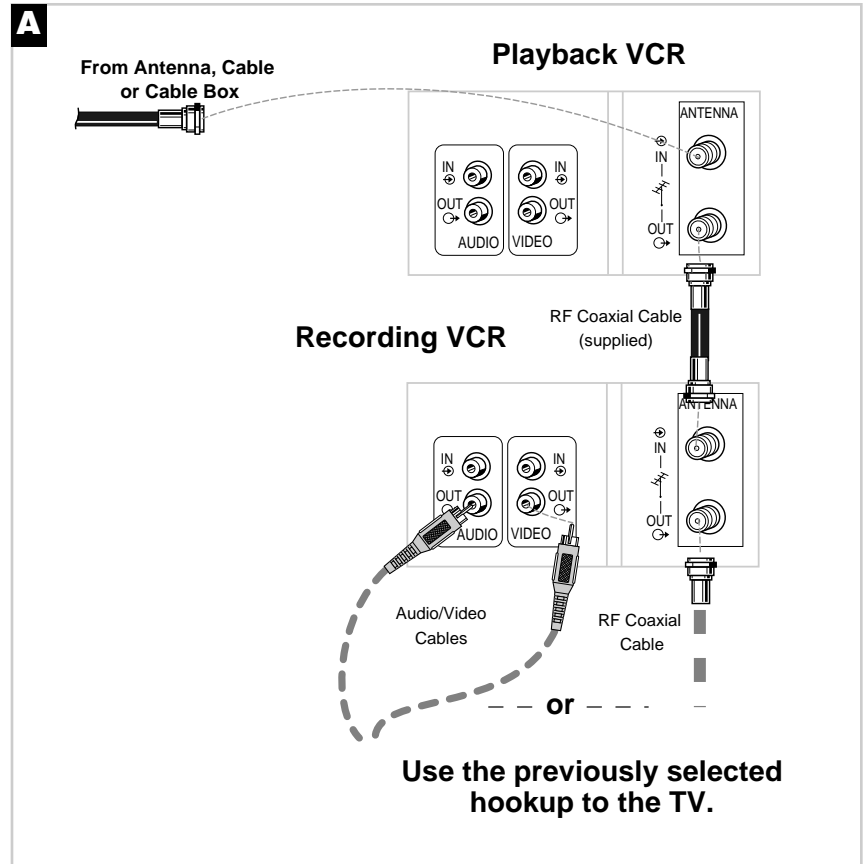 A
Playback VCR
From Antenna, Cable
or Cable Box
ANTENNA
IN
IN
IN
OUT
OUT
OUT
AUDIO
VIDEO
RF Coaxial Cable
(supplied)
Recording VCR
ANTENNA
IN
IN
IN
OUT
OUT
OUT
AUDIO
VIDEO
Audio/Video
Cables
RF Coaxial
Cable
or
Use the previously selected
hookup to the TV.